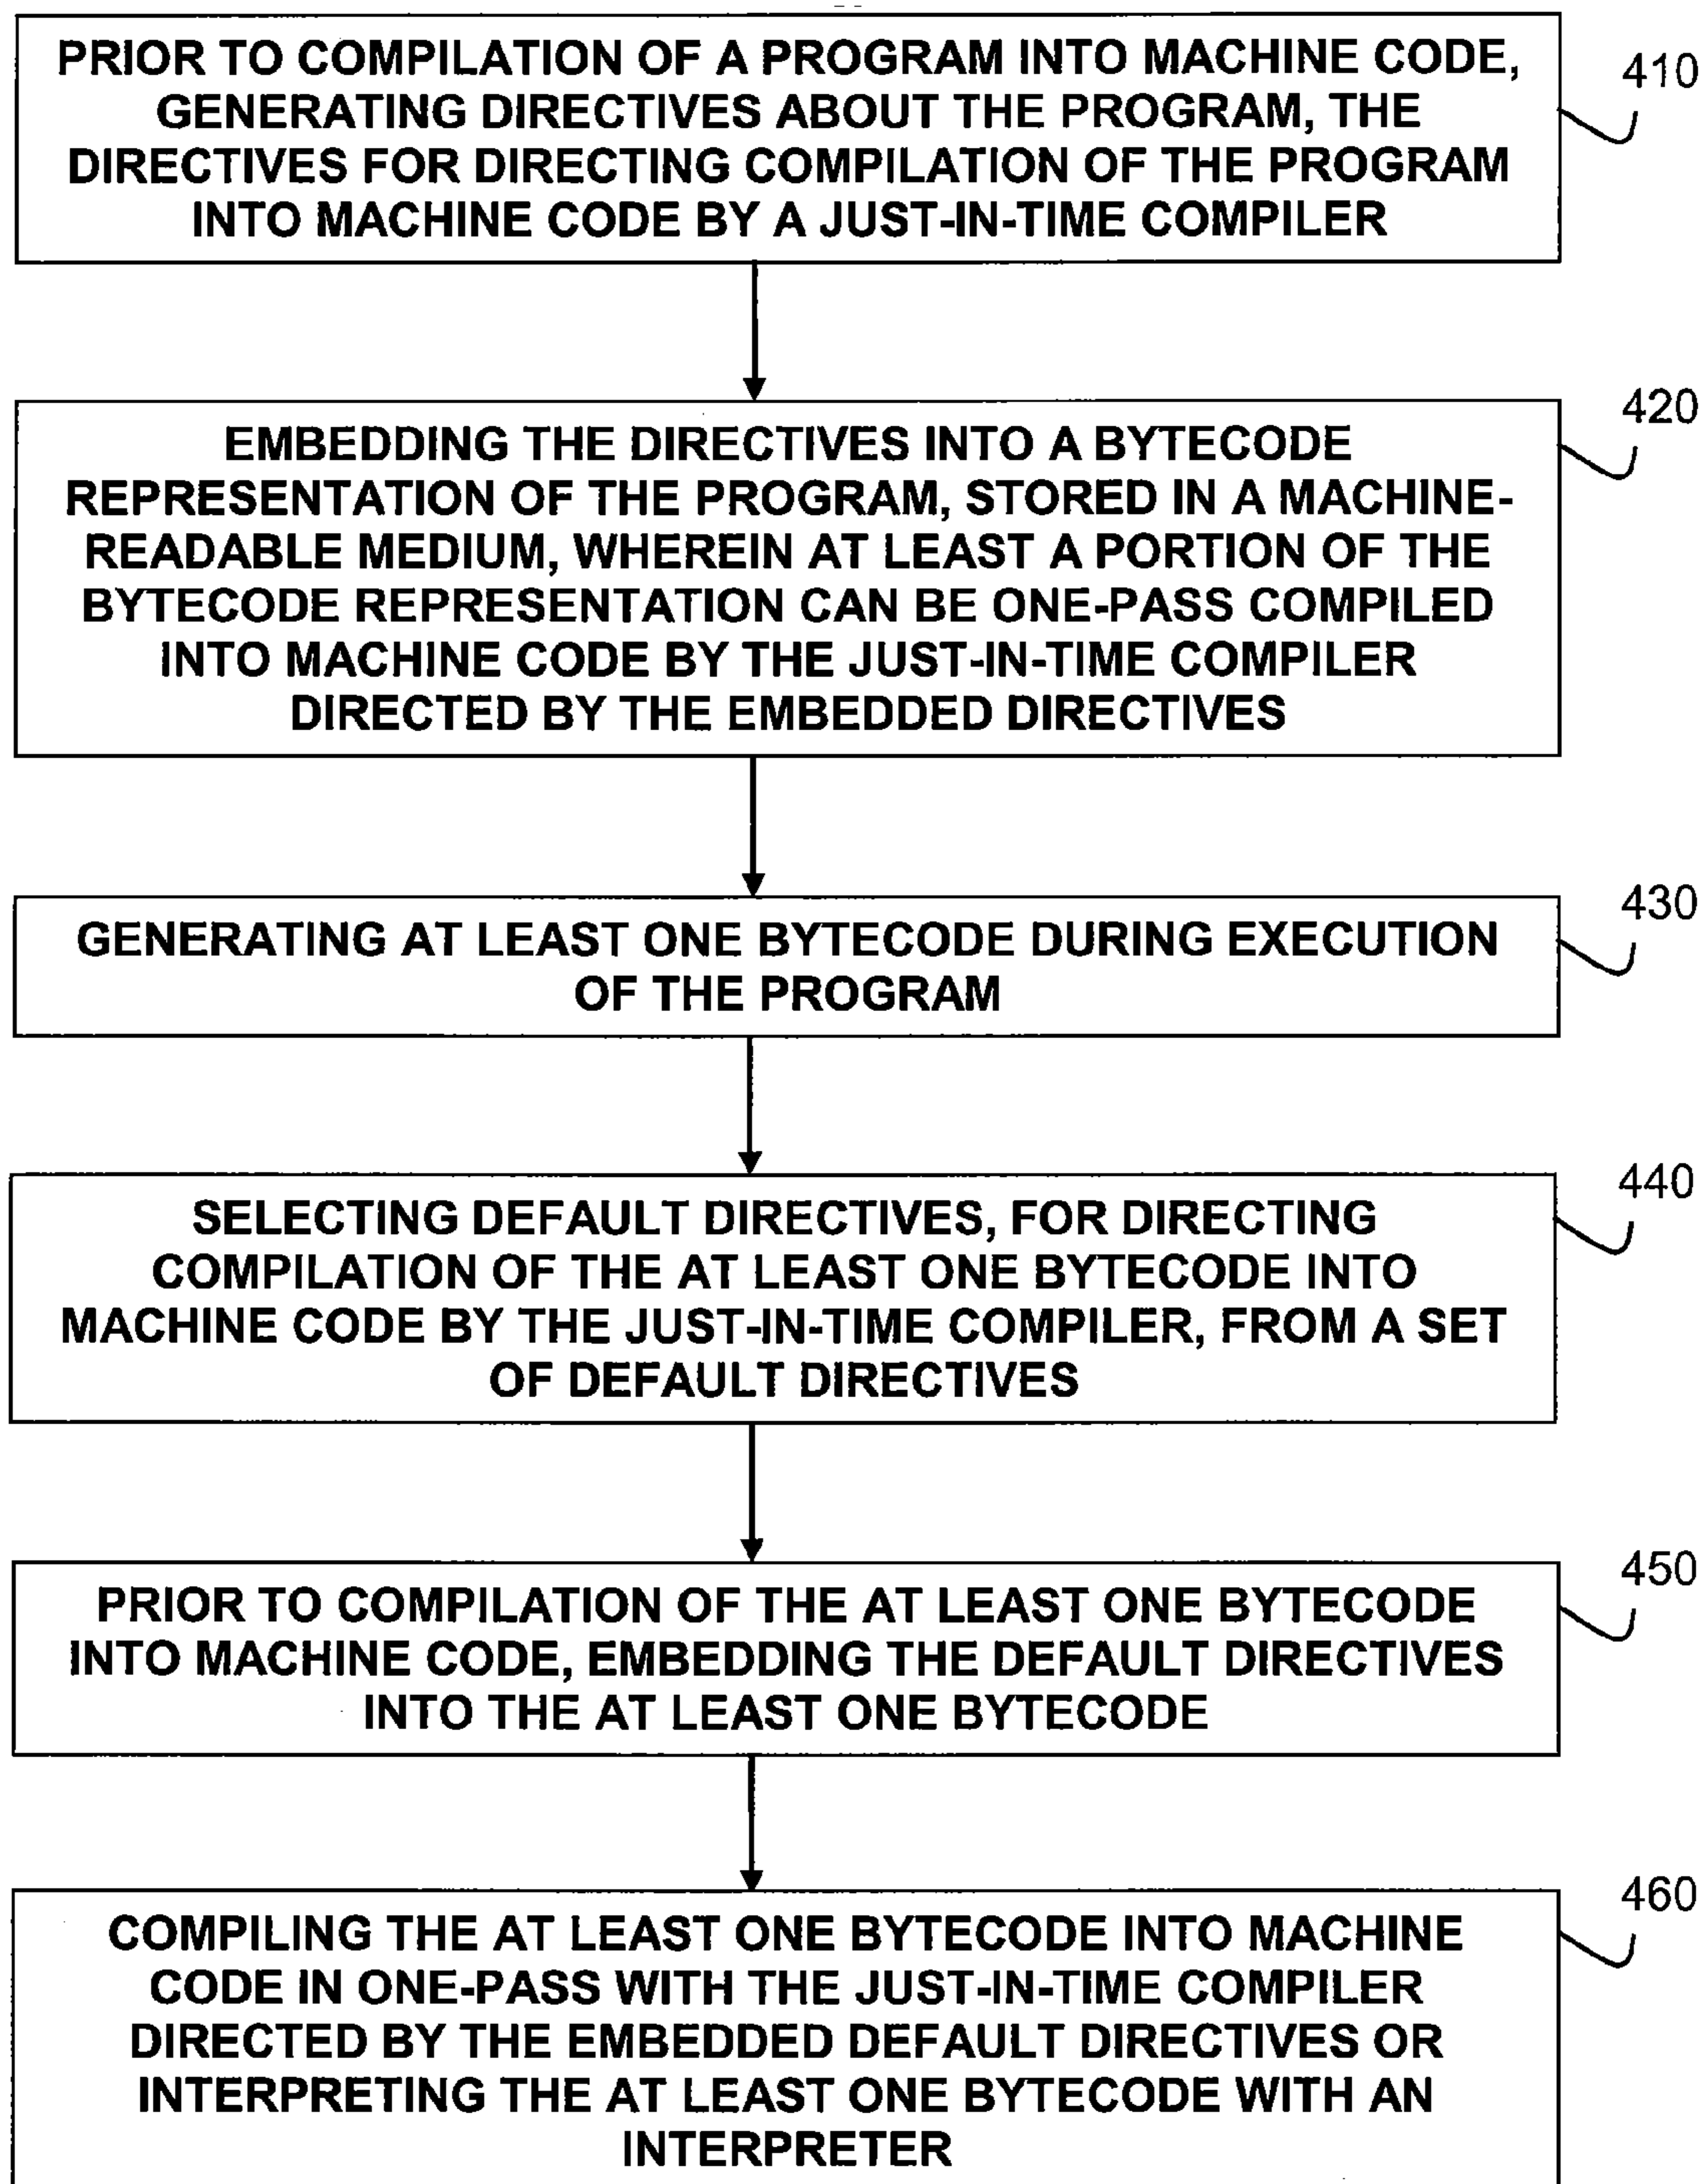 PRIOR TO COMPILATION OF A PROGRAM INTO MACHINE CODE,
GENERATING DIRECTIVES ABOUT THE PROGRAM, THE
DIRECTIVES FOR DIRECTING COMPILATION OF THE PROGRAM
INTO MACHINE CODE BY A JUST-IN-TIME COMPILER
410
EMBEDDING THE DIRECTIVES INTO A BYTECODE
REPRESENTATION OF THE PROGRAM, STORED IN A MACHINE-
READABLE MEDIUM, WHEREIN AT LEAST A PORTION OF THE
BYTECODE REPRESENTATION CAN BE ONE-PASS COMPILED
INTO MACHINE CODE BY THE JUST-IN-TIME COMPILER
DIRECTED BY THE EMBEDDED DIRECTIVES
420
GENERATING AT LEAST ONE BYTECODE DURING EXECUTION
OF THE PROGRAM
430
SELECTING DEFAULT DIRECTIVES, FOR DIRECTING
COMPILATION OF THE AT LEAST ONE BYTECODE INTO
MACHINE CODE BY THE JUST-IN-TIME COMPILER, FROM A SET
OF DEFAULT DIRECTIVES
440
PRIOR TO COMPILATION OF THE AT LEAST ONE BYTECODE
INTO MACHINE CODE, EMBEDDING THE DEFAULT DIRECTIVES
INTO THE AT LEAST ONE BYTECODE
450
COMPILING THE AT LEAST ONE BYTECODE INTO MACHINE
CODE IN ONE-PASS WITH THE JUST-IN-TIME COMPILER
DIRECTED BY THE EMBEDDED DEFAULT DIRECTIVES OR
INTERPRETING THE AT LEAST ONE BYTECODE WITH AN
INTERPRETER
460